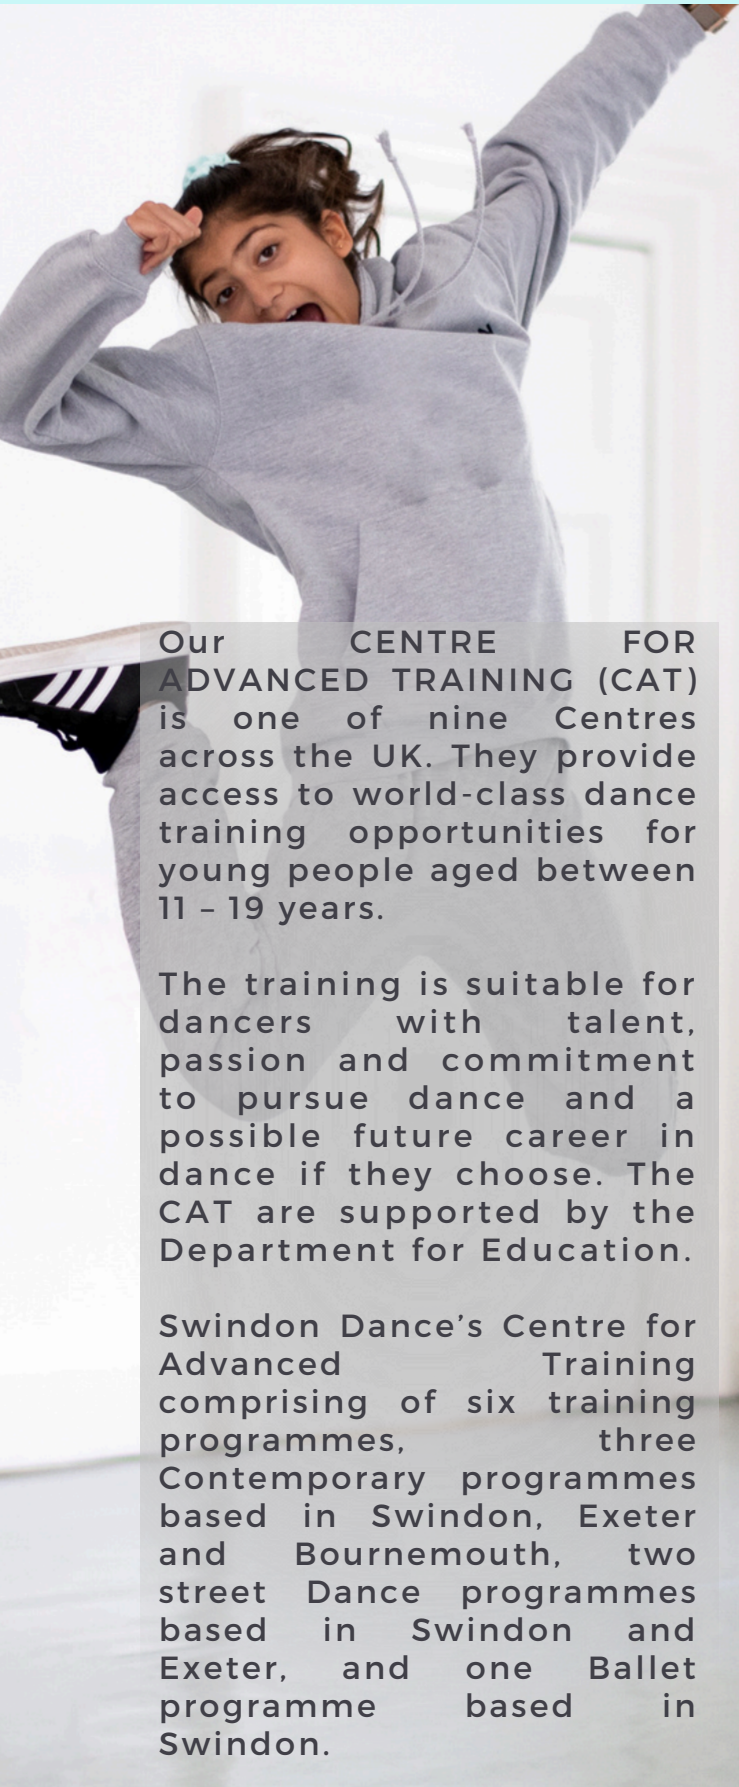 Our CENTRE FOR
ADVANCED TRAINING (CAT)
is one of nine Centres
across the UK. They provide
access to world-class dance
training opportunities for
young people aged between
11 – 19 years.
The training is suitable for
dancers with talent,
passion and commitment
to pursue dance and a
possible future career in
dance if they choose. The
CAT are supported by the
Department for Education.
Swindon Dance’s Centre for
Advanced Training
comprising of six training
programmes, three
Contemporary programmes
based in Swindon, Exeter
and Bournemouth, two
street Dance programmes
based in Swindon and
Exeter, and one Ballet
programme based in
Swindon.